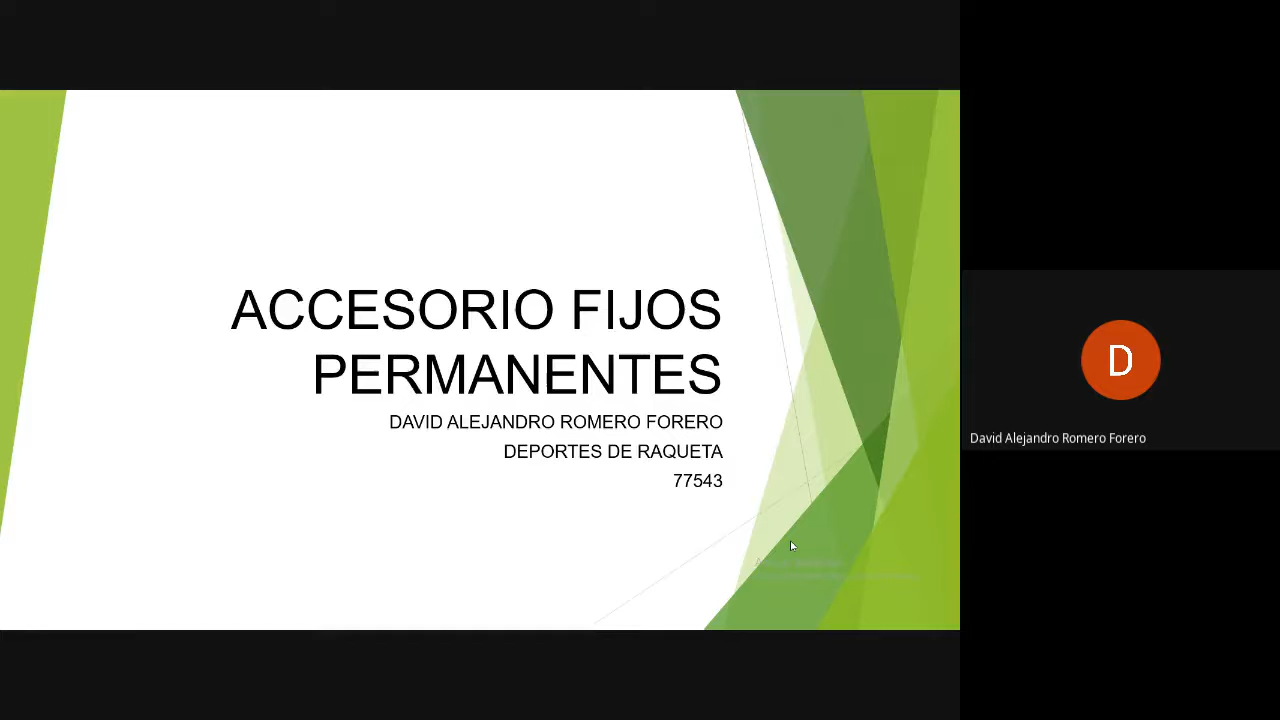 ACCESORIO FIJOS
PERMANENTES
DAVID ALEJANDRO ROMERO FORERO
DEPORTES DE RAQUETA
77543
D
David Alejandro Romero Forero